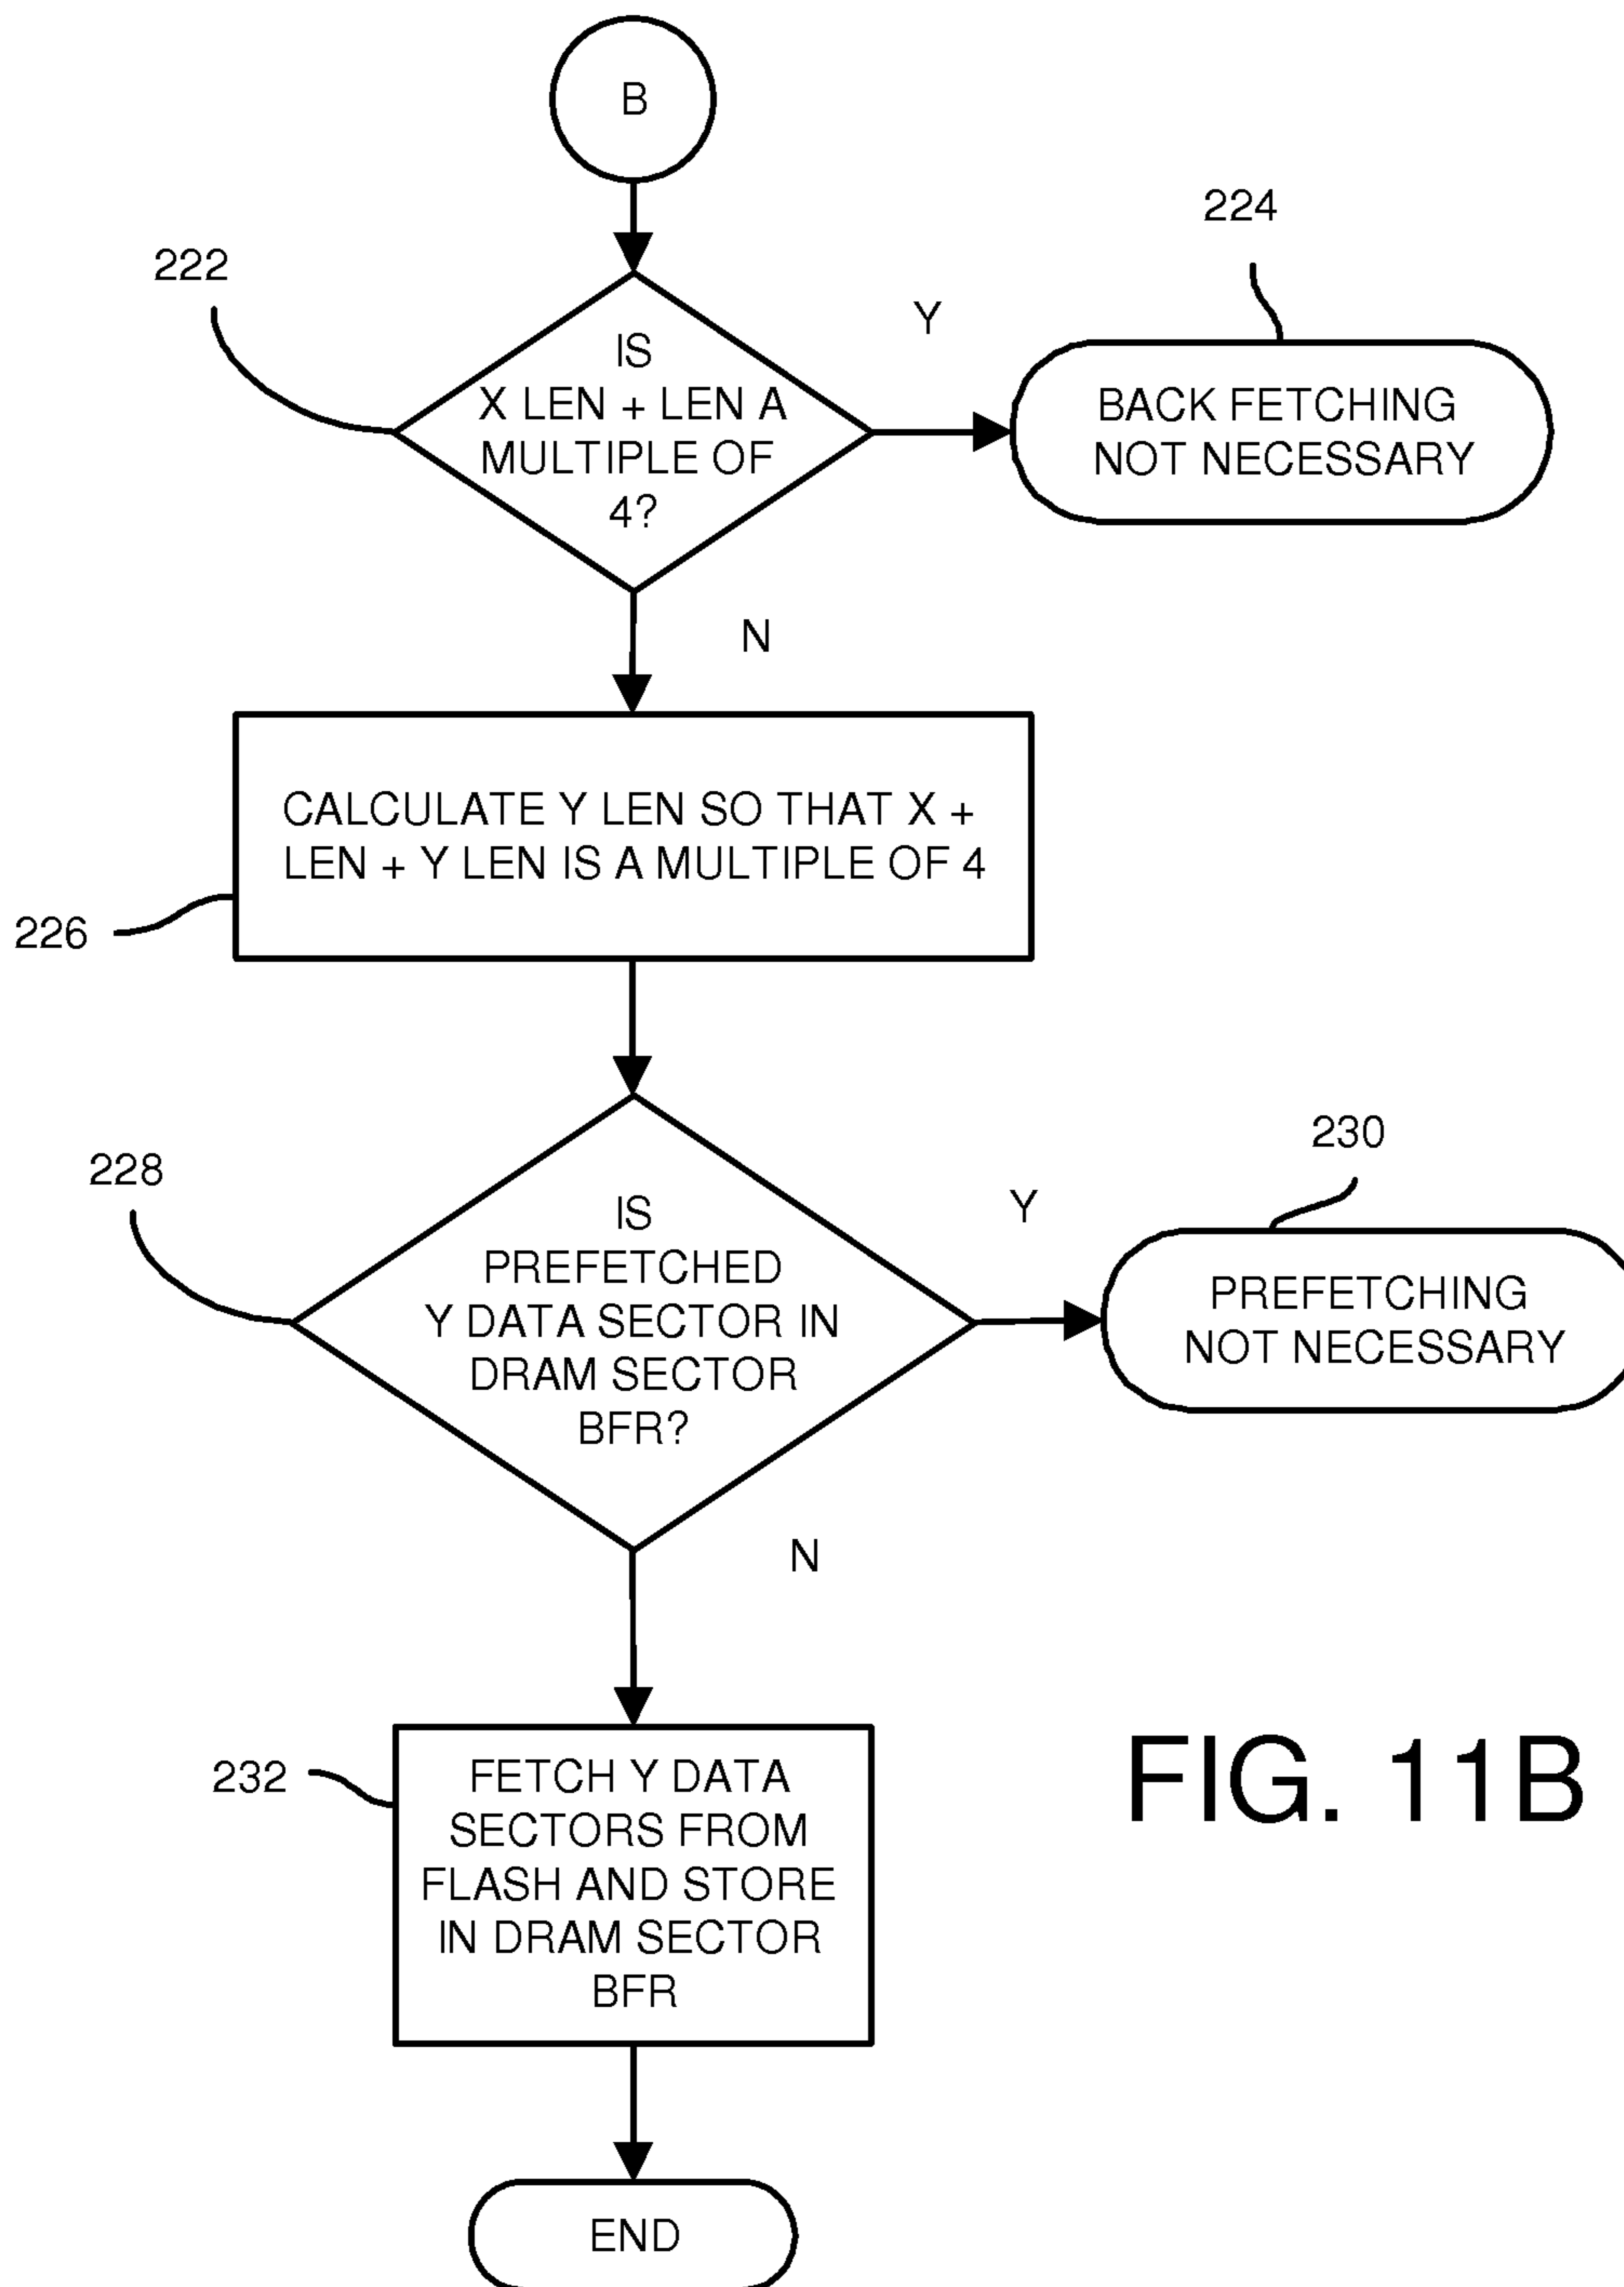 B
222
IS
X LEN + LEN A
MULTIPLE OF
4?
Y
224
BACK FETCHING
NOT NECESSARY
N
CALCULATE Y LEN SO THAT X +
LEN + Y LEN IS A MULTIPLE OF 4
226
228
IS
PREFETCHED
Y DATA SECTOR IN
DRAM SECTOR
BFR?
Y
230
PREFETCHING
NOT NECESSARY
N
232
FETCH Y DATA
SECTORS FROM
FLASH AND STORE
IN DRAM SECTOR
BFR
FIG. 11B
END